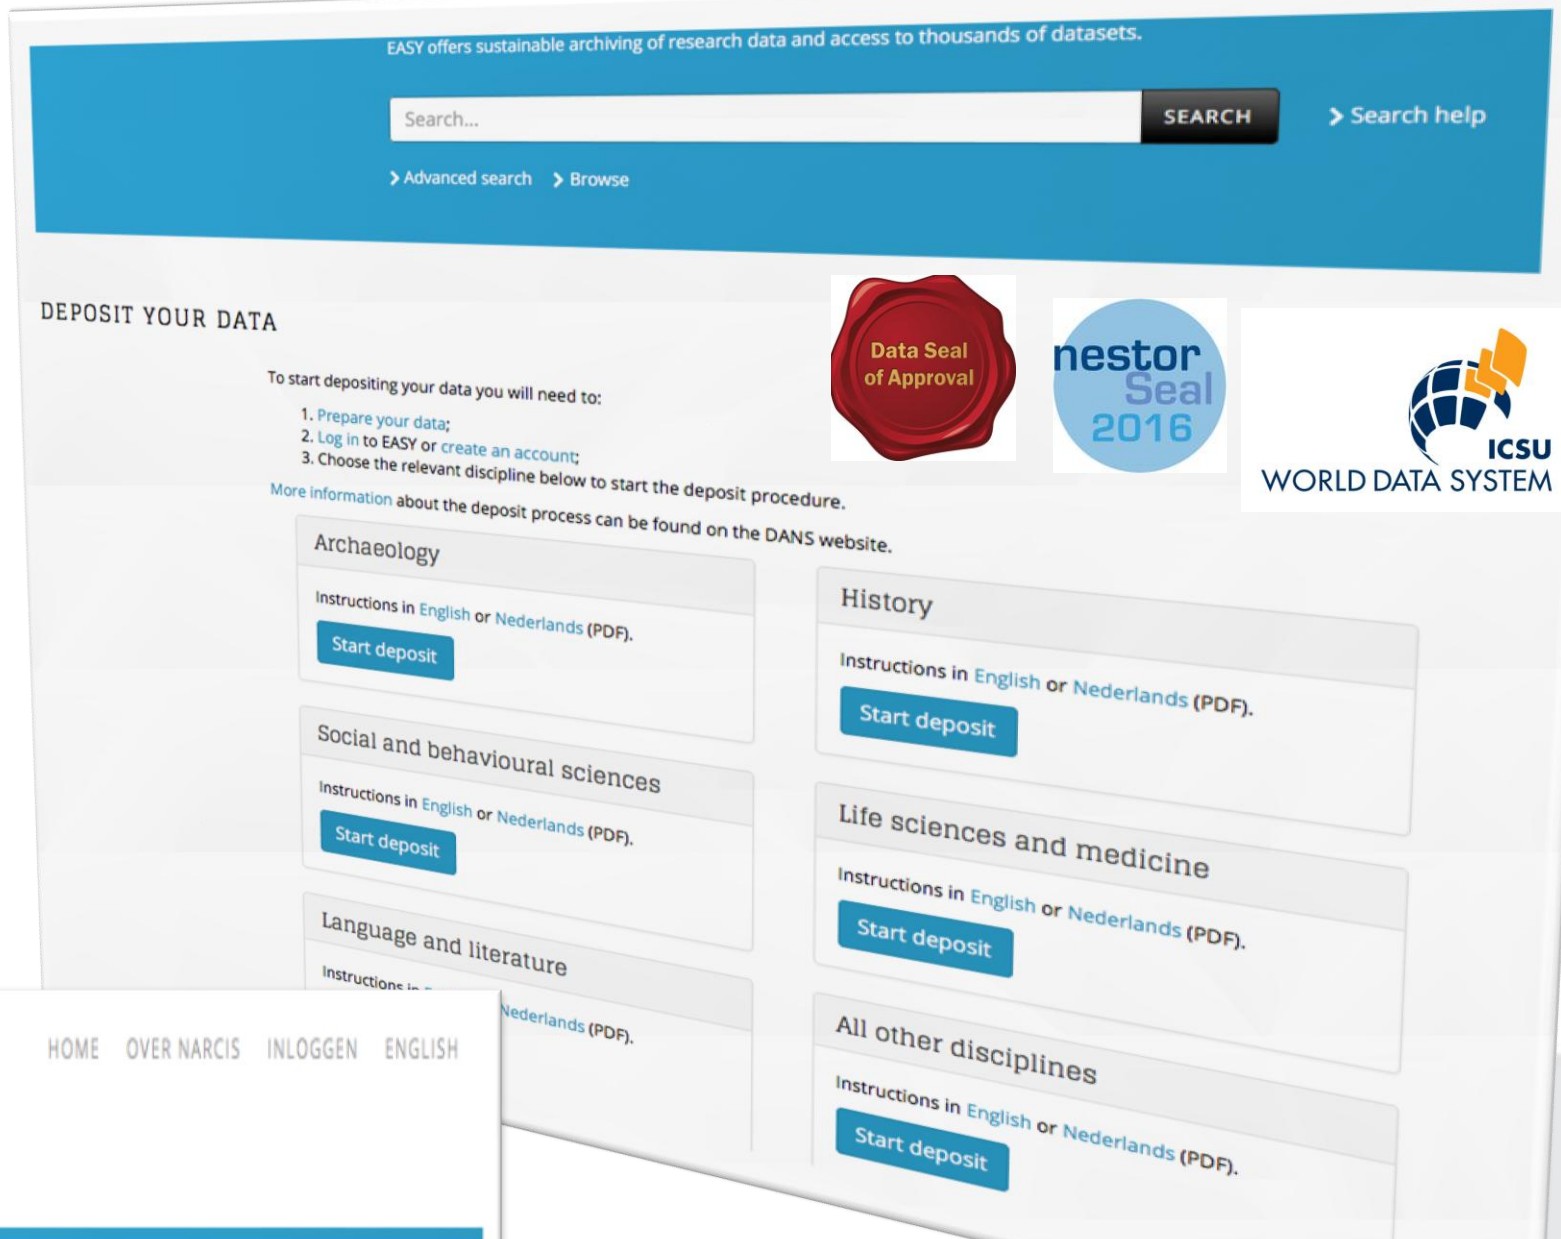 EASY offers sustainable archiving of research data and access to thousands of datasets.
Search...
SEARCH
Search help
Advanced search
Browse
DEPOSIT YOUR DATA
Data Seal
of Approval
nestor
Seal
2016
ICSU
WORLD DATA SYSTEM
To start depositing your data you will need to:
1. Prepare your data;
2. Log in to EASY or create an account;
3. Choose the relevant discipline below to start the deposit procedure.
More information about the deposit process can be found on the DANS website.
Archaeology
Instructions in English or Nederlands (PDF).
Start deposit
History
Instructions in English or Nederlands (PDF).
Start deposit
Social and behavioural sciences
Instructions in English or Nederlands (PDF).
Start deposit
Life sciences and medicine
Instructions in English or Nederlands (PDF).
Start deposit
Language and literature
Instructions in
Nederlands (PDF).
All other disciplines
Instructions in English or Nederlands (PDF).
Start deposit
HOME OVER NARCIS INLOGGEN ENGLISH